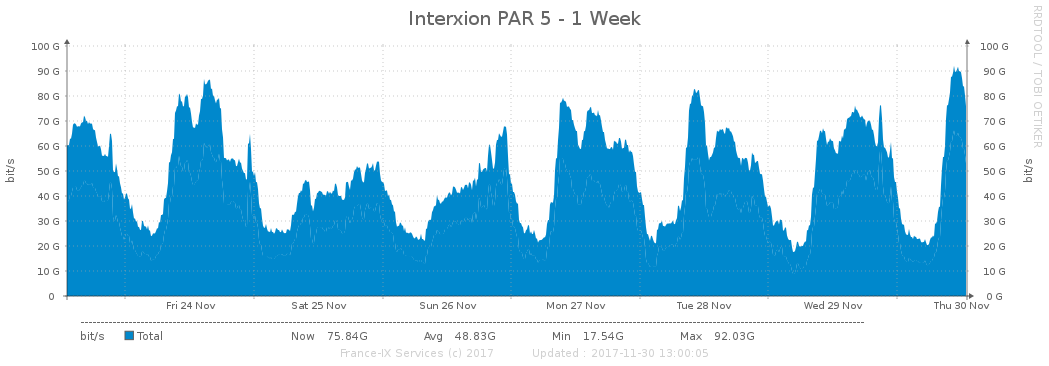 Interxion PAR 5 - 1 Week
RRDTOOL / TOBI OETIKER
100 G 100 G
90 G 90 G
80 G 80 G
70 G 70 G
60 G 60 G
50 G 50 G
40 G 40 G
30 G 30 G
20 G 20 G
10 G 10 G
0 0 G
bit/s bit/s
Fri 24 Nov Sat 25 Nov Sun 26 Nov Mon 27 Nov Tue 28 Nov Wed 29 Nov Thu 30 Nov
bit/s Total Now 75.84G Avg 48.83G Min 17.54G Max 92.03G
France-IX Services (c) 2017 Updated : 2017-11-30 13:00:05